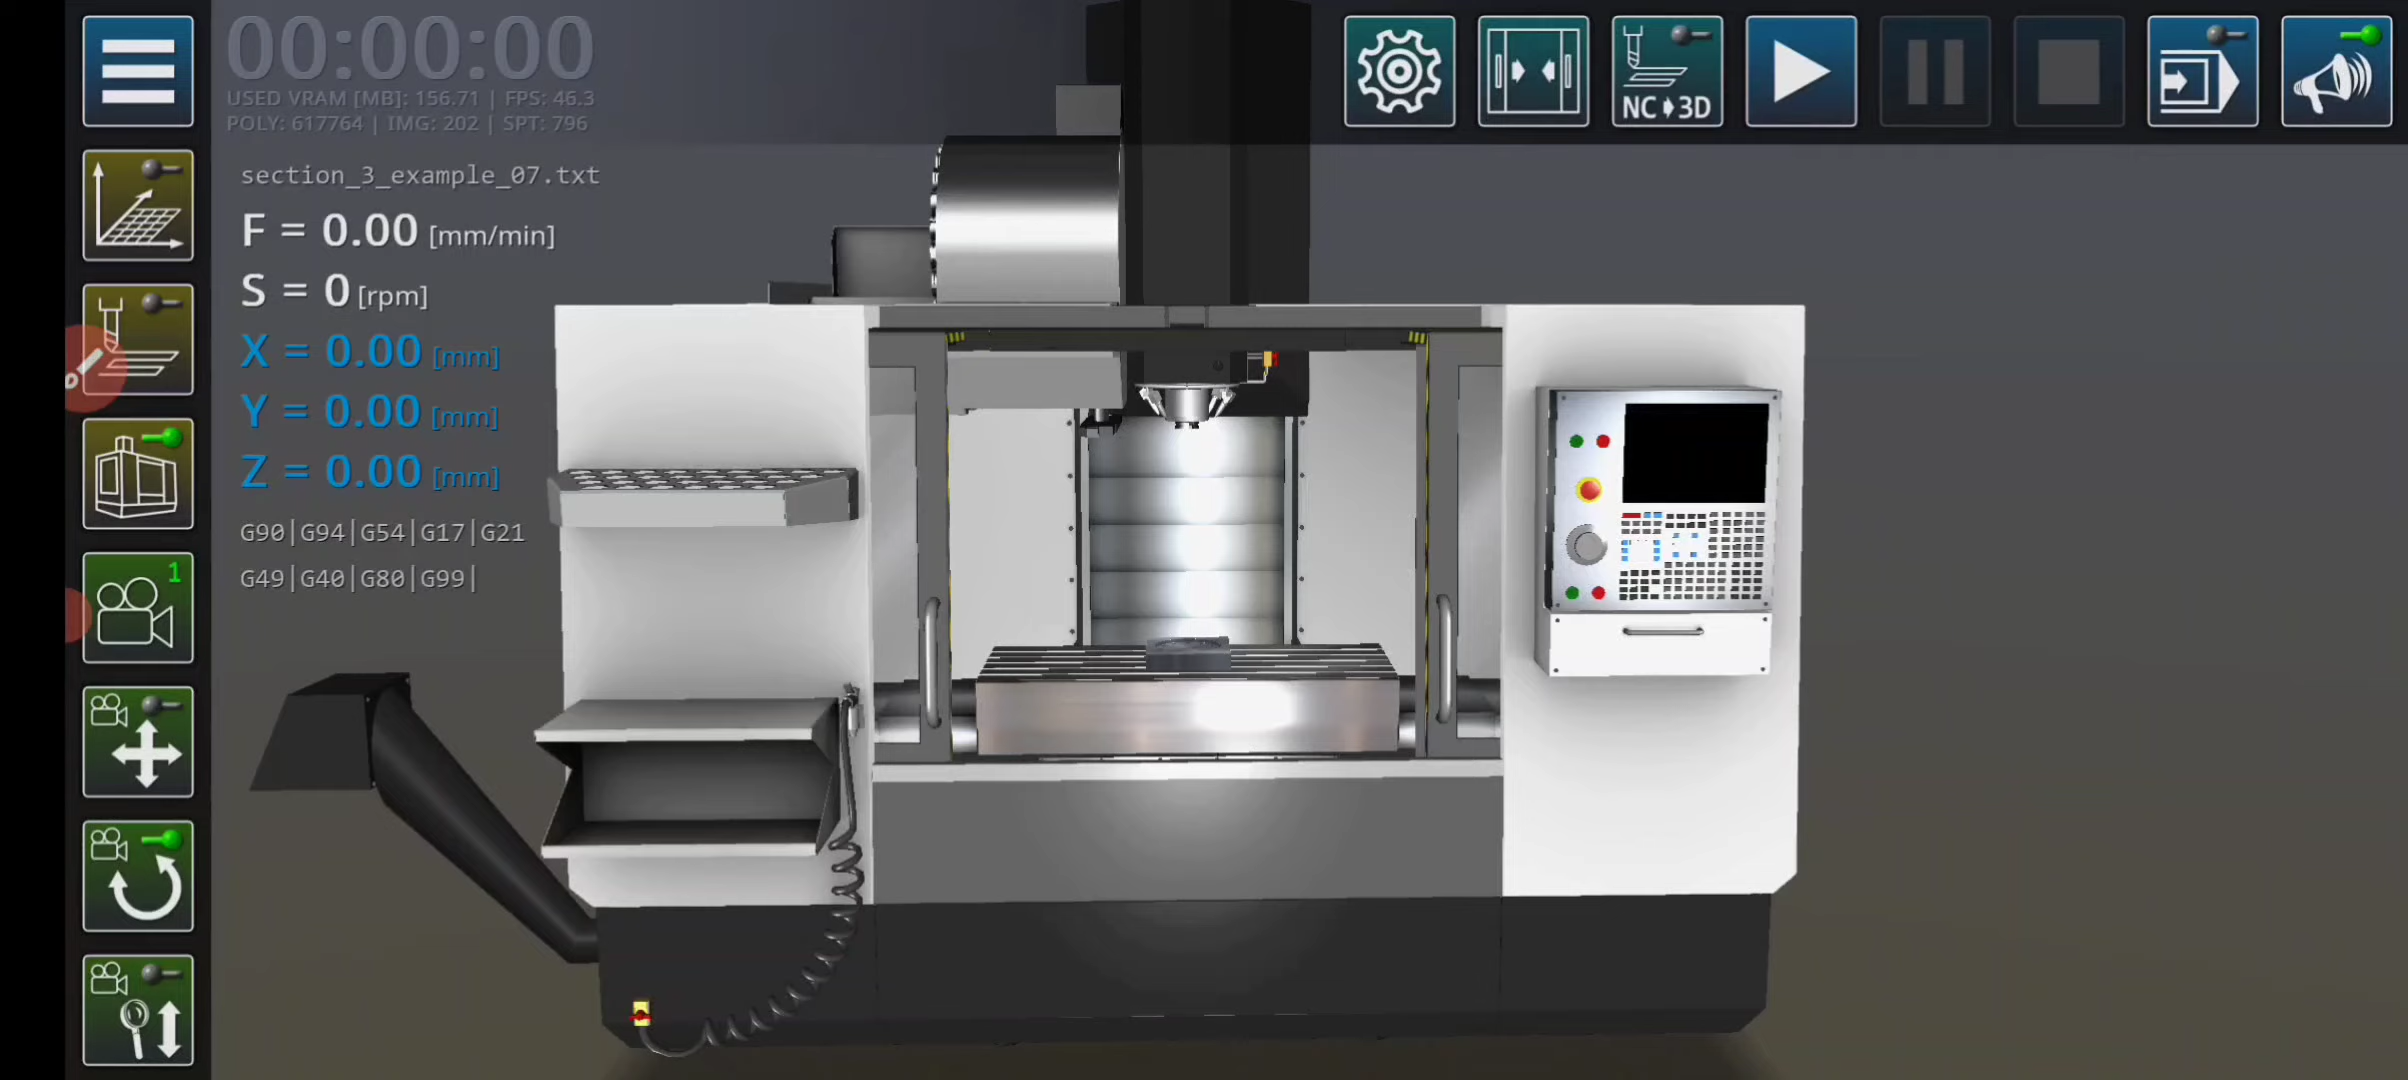 00:00:00
USED VRAM [MB]: 156.71 | FPS: 46.3
POLY: 617764 | IMG: 202 | SPT: 796
NC 3D
section_3_example_07.txt
F = 0.00 [mm/min]
S = 0 [rpm]
X = 0.00 [mm]
Y = 0.00 [mm]
Z = 0.00 [mm]
G90|G94|G54|G17|G21
G49|G40|G80|G99|
1